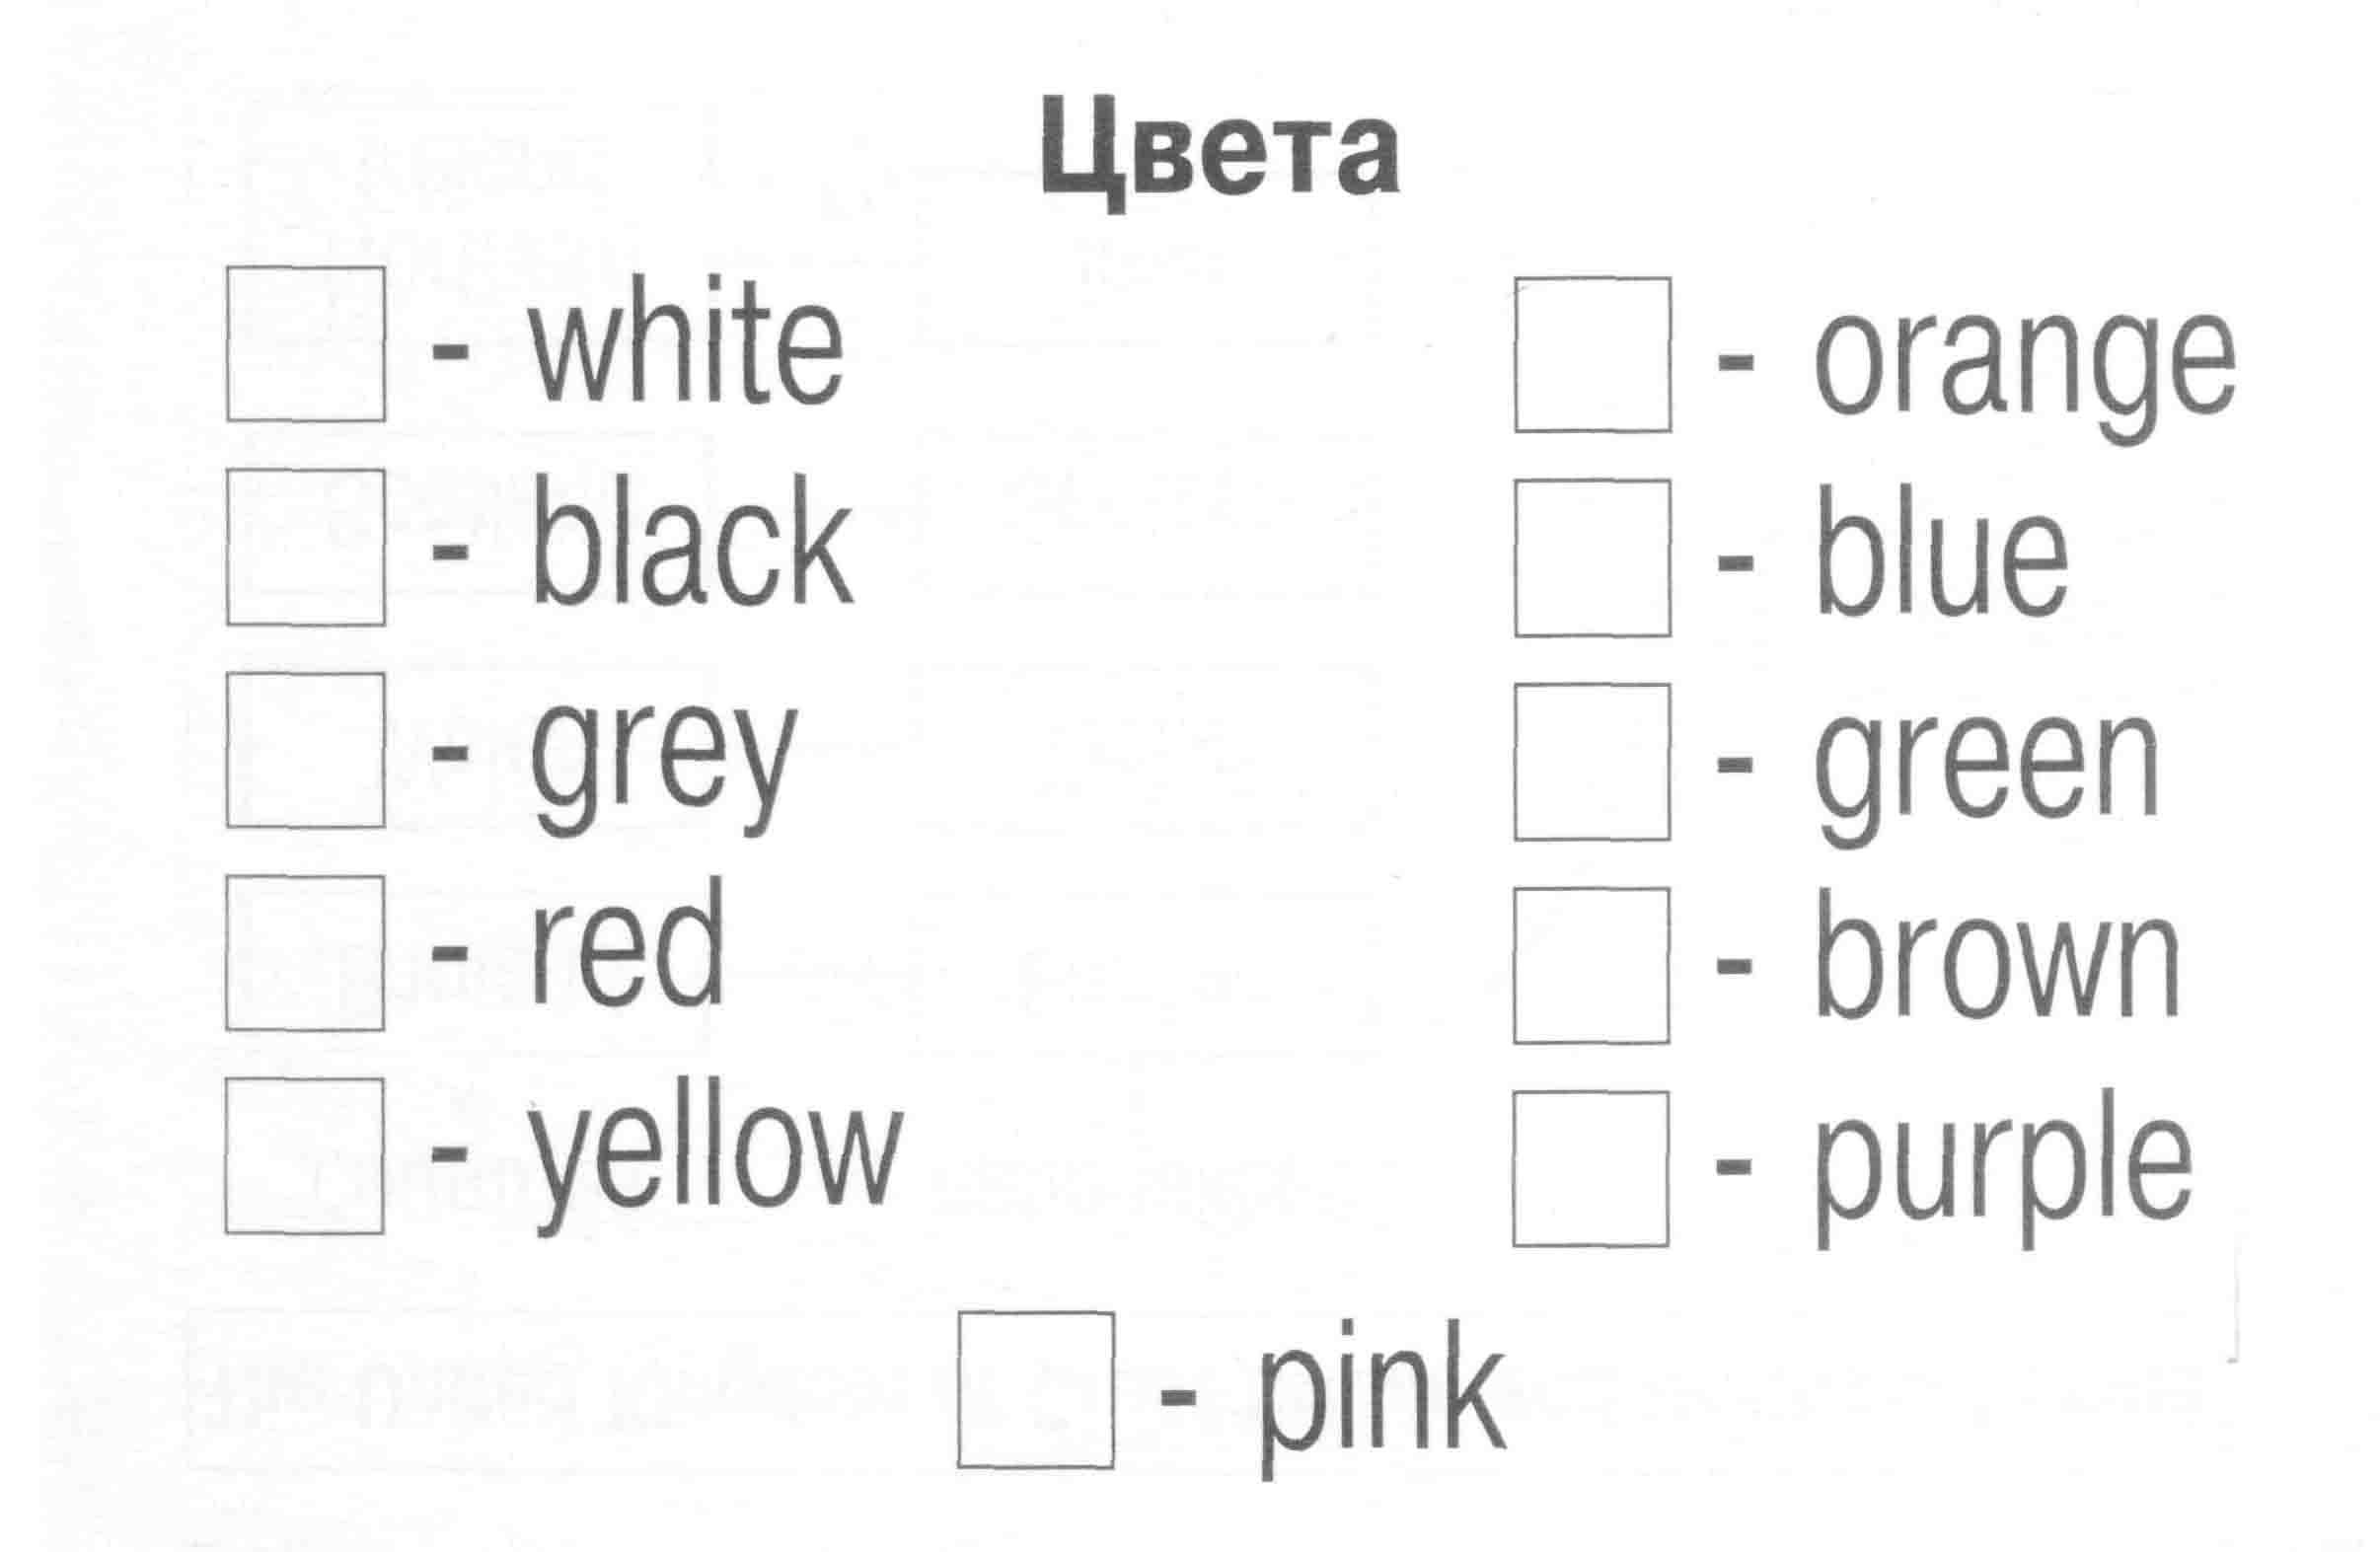 Цвета
- white
- black
- grey
- red
- yellow
- orange
- blue
- green
- brown
- purple
- pink